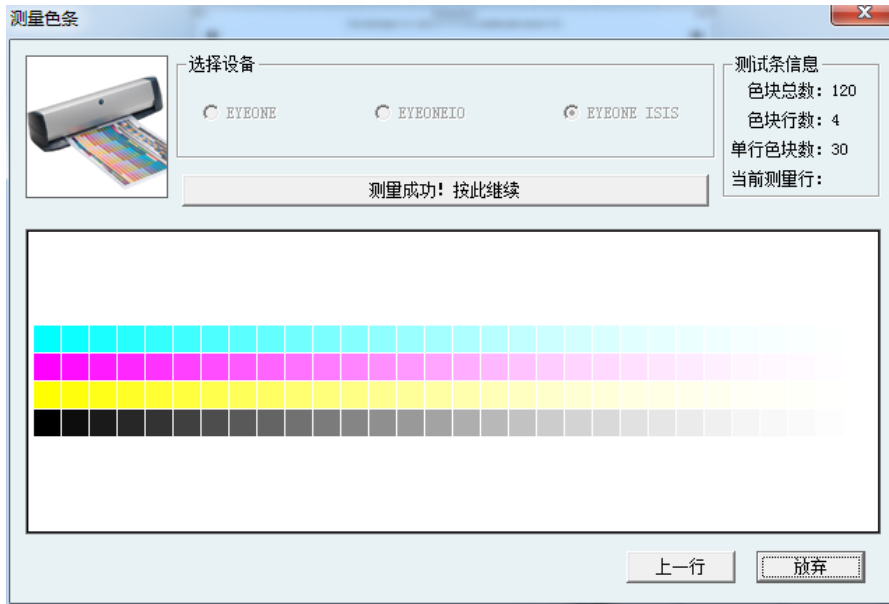 测量色条
选择设备
EYEONE
EYEONEIO
EYEONE ISIS
测量成功！按此继续
测试条信息
色块总数：120
色块行数：4
单行色块数：30
当前测量行：
上一行
放弃